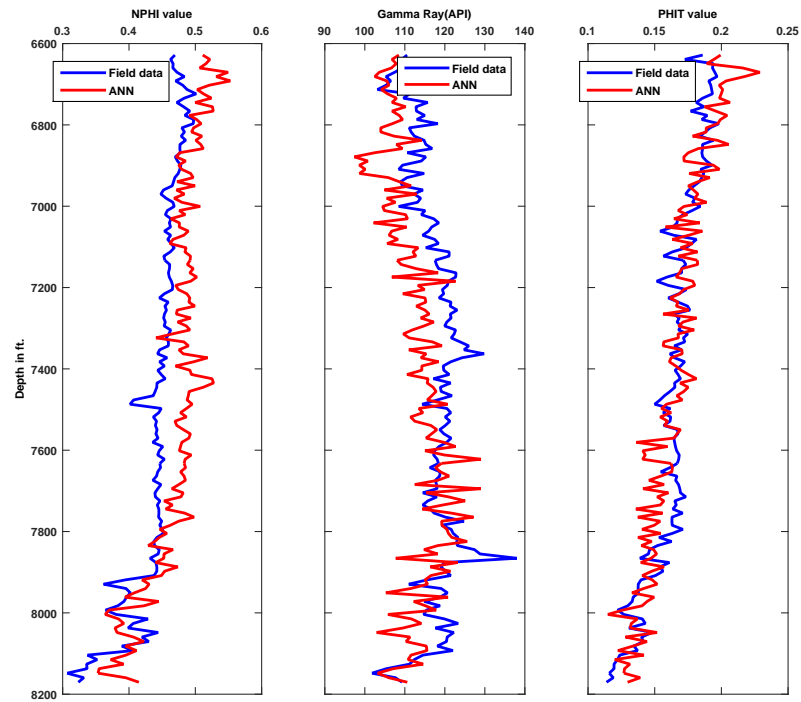 NPHI value
0.3 0.4 0.5 0.6
6600
6800
7000
7200
7400
7600
7800
8000
8200
Depth in ft.
Field data
ANN
Gamma Ray(API)
90 100 110 120 130 140
Field data
ANN
PHIT value
0.1 0.15 0.2 0.25
Field data
ANN